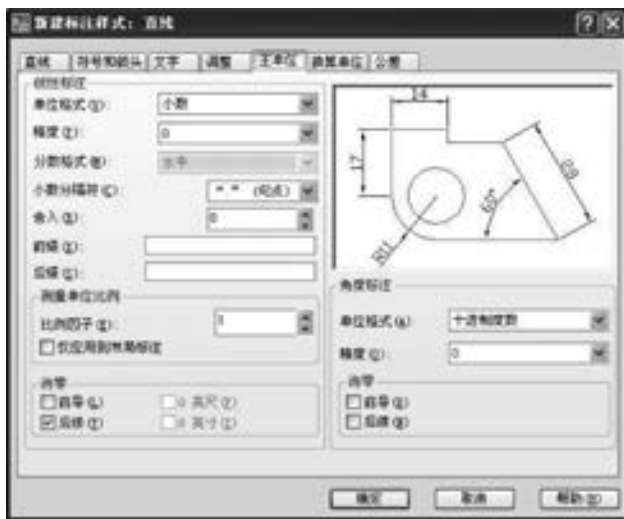 新建标注样式: 直线
直线 符号和箭头 文字 调整 主单位 换算单位 公差
线性标注
单位格式(U): 小数
精度(P): 0
分数格式(M): 水平
小数分隔符(C): "." (句点)
舍入(R): 0
前缀(X):
后缀(S):
测量单位比例
比例因子(E): 1
仅应用到布局标注
消零
前导(L) 0 英尺(F)
后续(T) 0 英寸(I)
14
17
28
60°
R11
角度标注
单位格式(A): 十进制度数
精度(O): 0
消零
前导(D)
后续(N)
确定 取消 帮助(H)